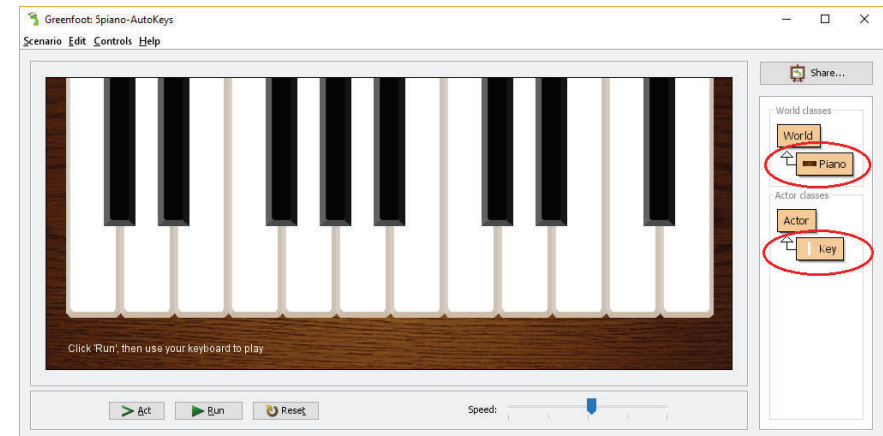 Greenfoot: 5piano-AutoKeys
Scenario Edit Controls Help
Share...
World classes
World
Piano
Actor classes
Actor
Key
Click 'Run', then use your keyboard to play
Act Run Reset Speed: